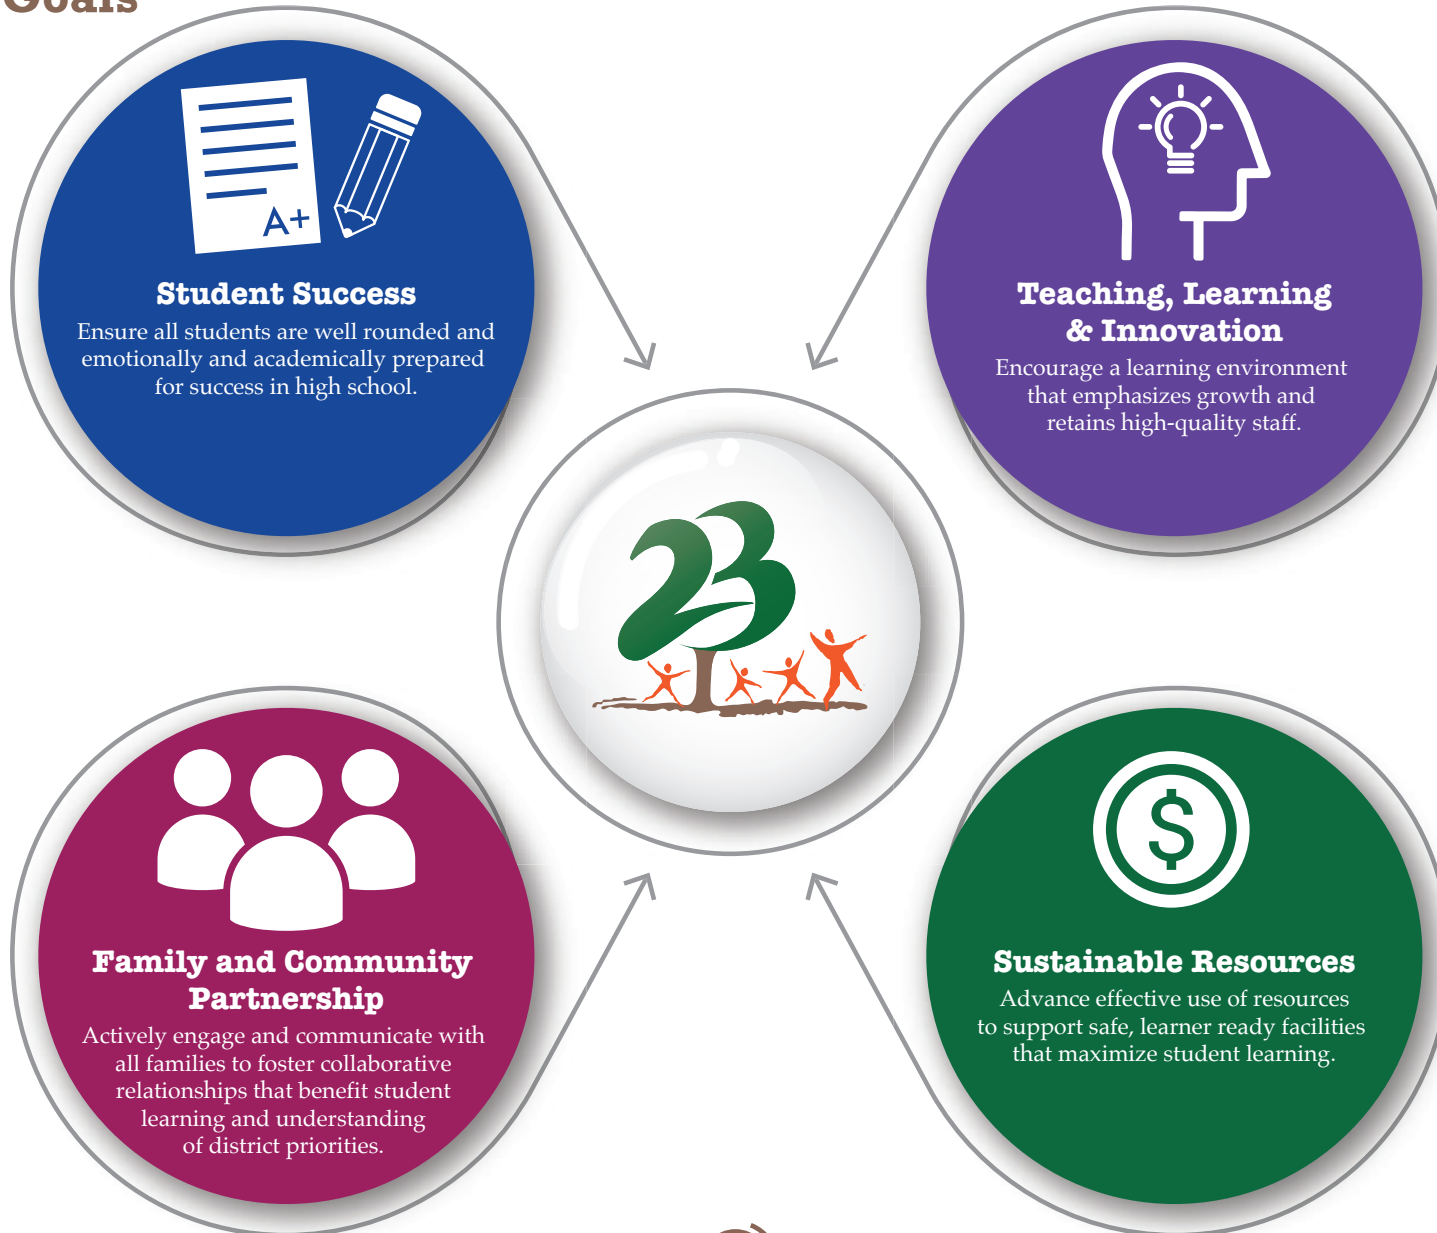 Goals
A+
Student Success
Ensure all students are well rounded and
emotionally and academically prepared
for success in high school.
Teaching, Learning
& Innovation
Encourage a learning environment
that emphasizes growth and
retains high-quality staff.
23
Family and Community
Partnership
Actively engage and communicate with
all families to foster collaborative
relationships that benefit student
learning and understanding
of district priorities.
$
Sustainable Resources
Advance effective use of resources
to support safe, learner ready facilities
that maximize student learning.